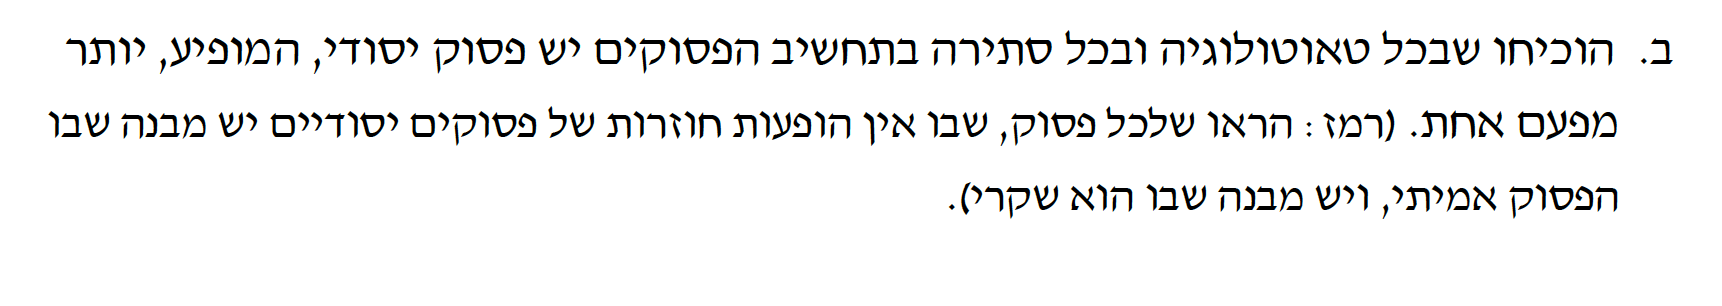 ב. הוכיחו שבכל טאוטולוגיה ובכל סתירה בתחשיב הפסוקים יש פסוק יסודי, המופיע, יותר
מפעם אחת. (רמז: הראו שלכל פסוק, שבו אין הופעות חוזרות של פסוקים יסודיים יש מבנה שבו
הפסוק אמיתי, ויש מבנה שבו הוא שקרי).